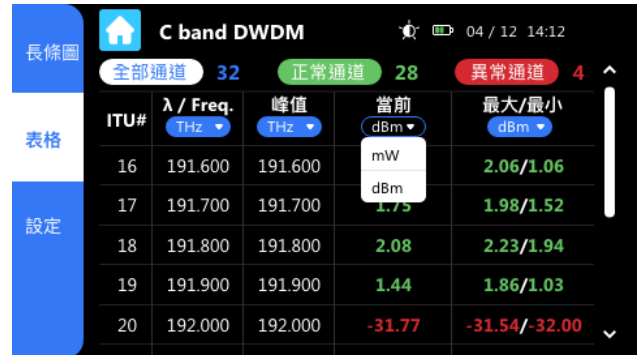 C band DWDM 04 / 12 14:12
長條圖
表格
設定
全部通道 32 正常通道 28 異常通道 4
ITU# λ / Freq. 峰值 當前 最大/最小
THz THz dBm dBm
mW
dBm
16 191.600 191.600 2.06/1.06
17 191.700 191.700 1.75 1.98/1.52
18 191.800 191.800 2.08 2.23/1.94
19 191.900 191.900 1.44 1.86/1.03
20 192.000 192.000 -31.77 -31.54/-32.00